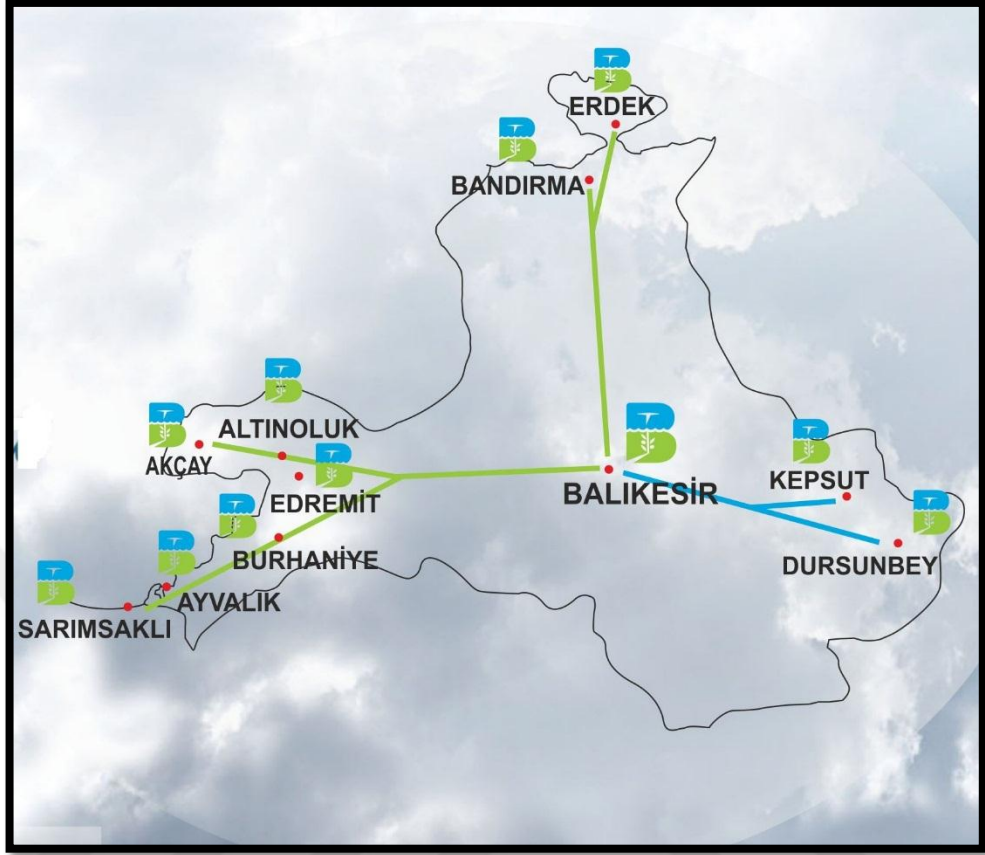 ERDEK
BANDIRMA
ALTINOLUK
AKÇAY
EDREMİT
BALIKESİR
KEPSUT
BURHANİYE
DURSUNBEY
AYVALIK
SARIMSAKLI